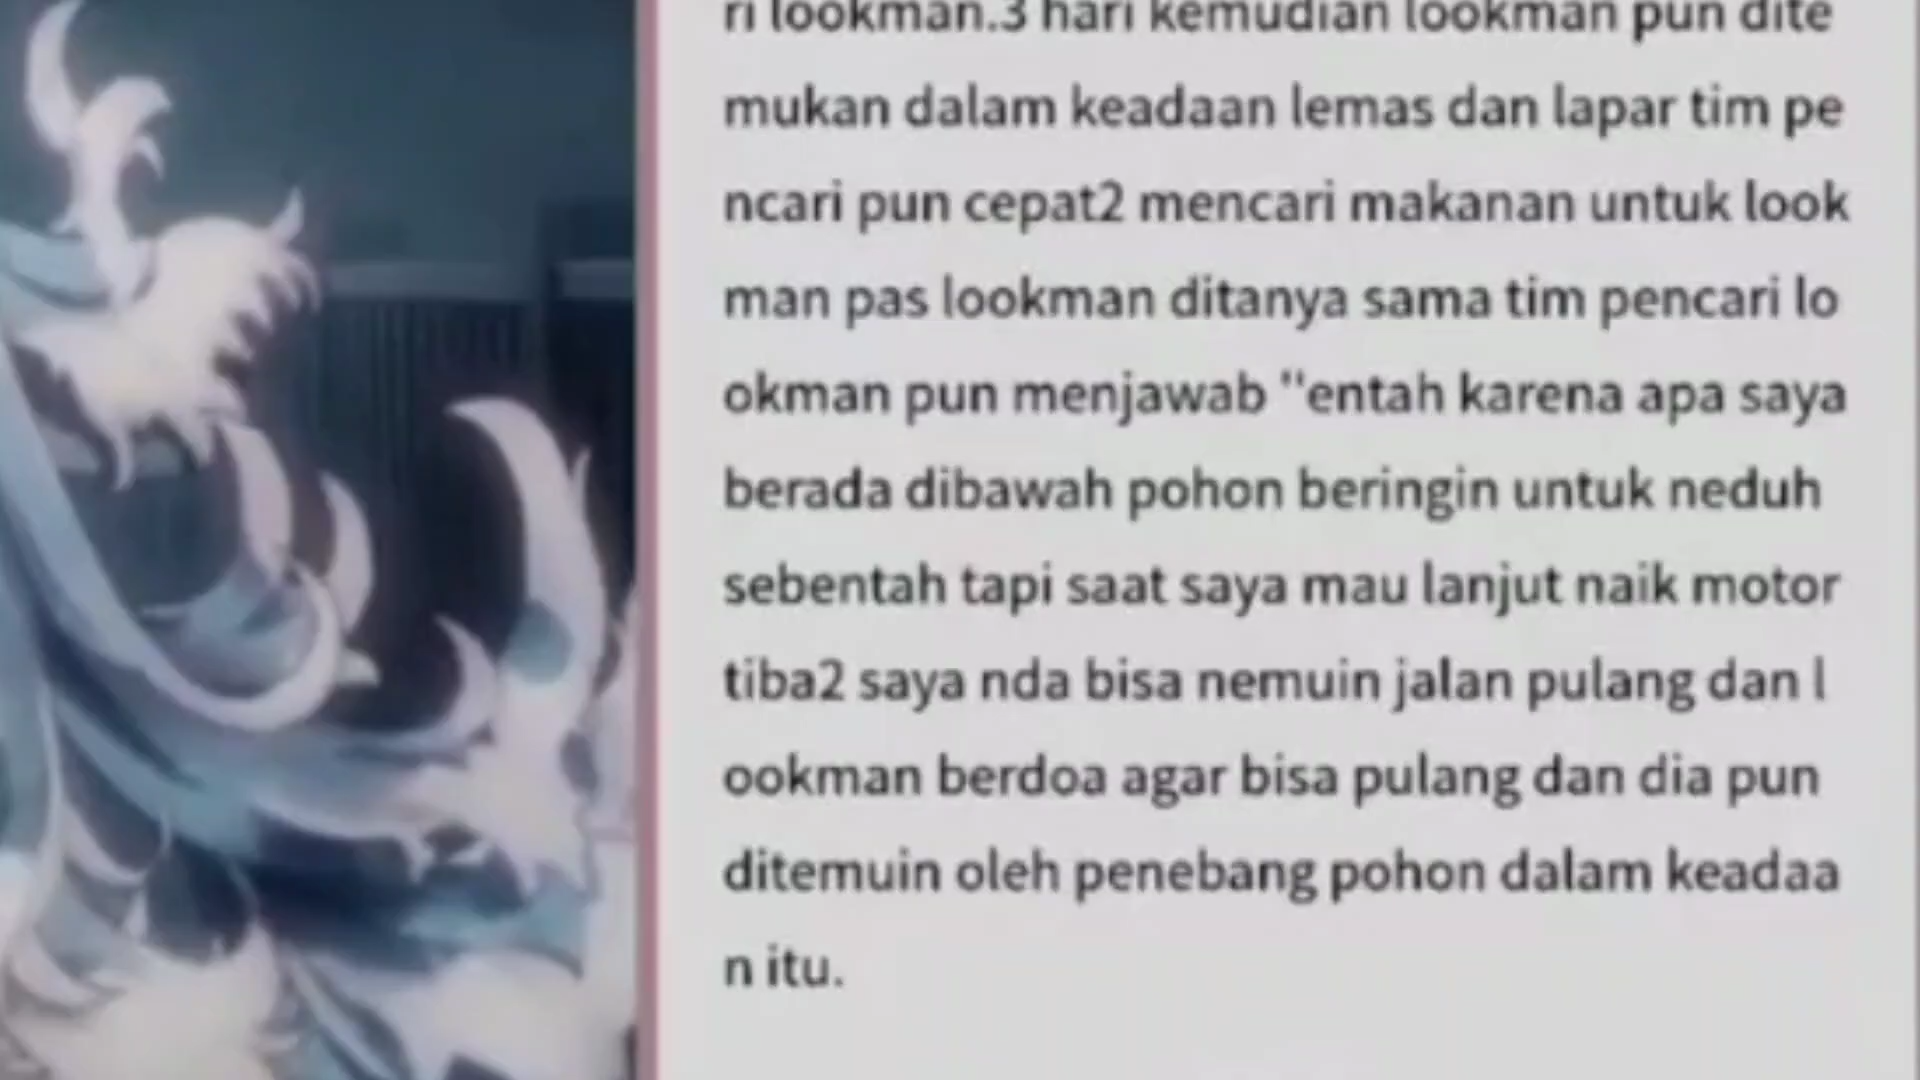 ri lookman.3 hari kemudian lookman pun dite
mukan dalam keadaan lemas dan lapar tim pe
ncari pun cepat2 mencari makanan untuk look
man pas lookman ditanya sama tim pencari lo
okman pun menjawab "entah karena apa saya
berada dibawah pohon beringin untuk neduh
sebentah tapi saat saya mau lanjut naik motor
tiba2 saya nda bisa nemuin jalan pulang dan l
ookman berdoa agar bisa pulang dan dia pun
ditemuin oleh penebang pohon dalam keadaa
n itu.